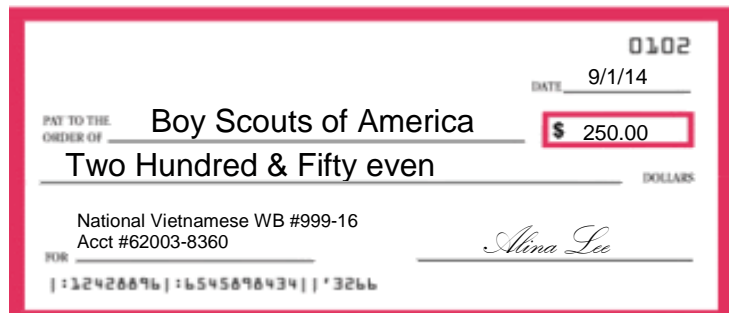 0102
DATE 9/1/14
PAY TO THE
ORDER OF Boy Scouts of America $ 250.00
Two Hundred & Fifty even DOLLARS
National Vietnamese WB #999-16
Acct #62003-8360
FOR
Alina Lee
|:12428896|:6545898434||'3266